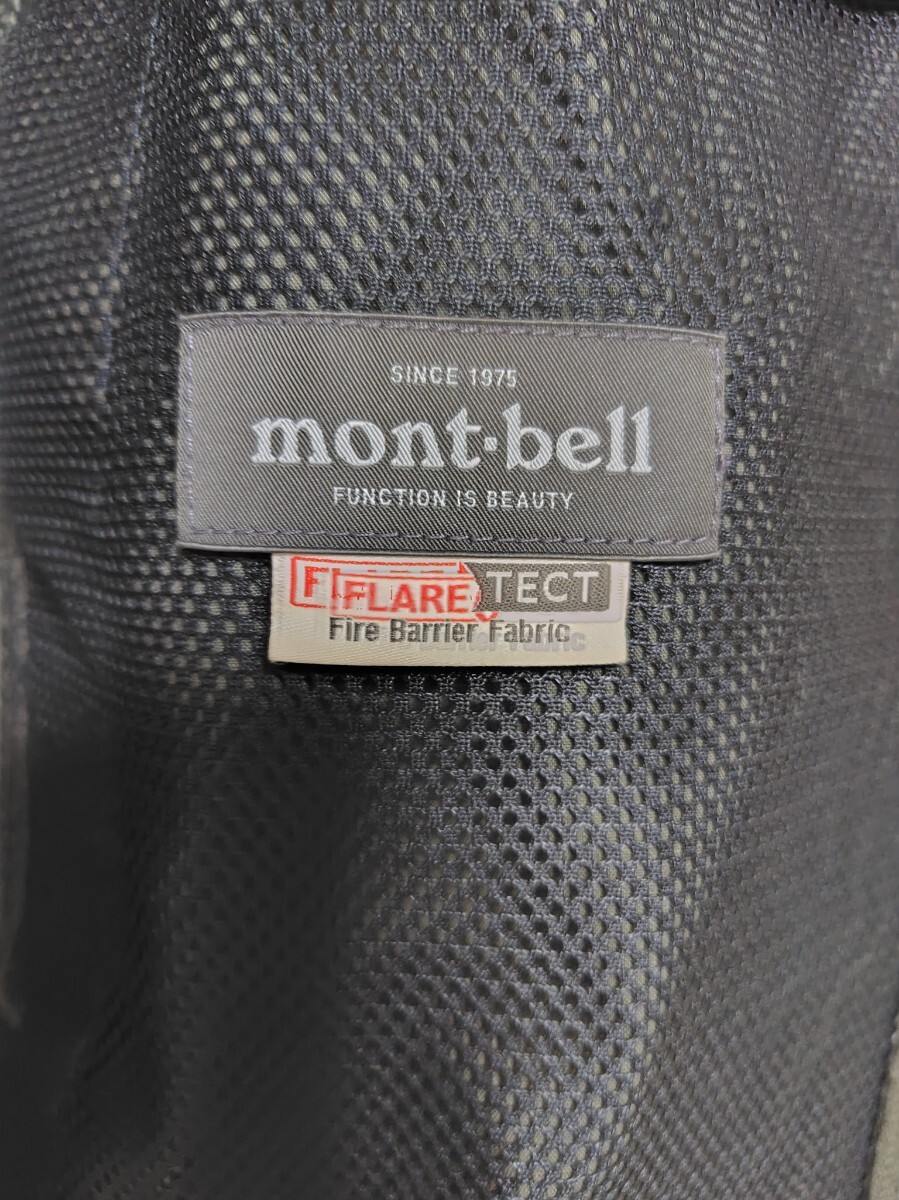 SINCE 1975
mont·bell
FUNCTION IS BEAUTY
FLARE TECT
Fire Barrier Fabric